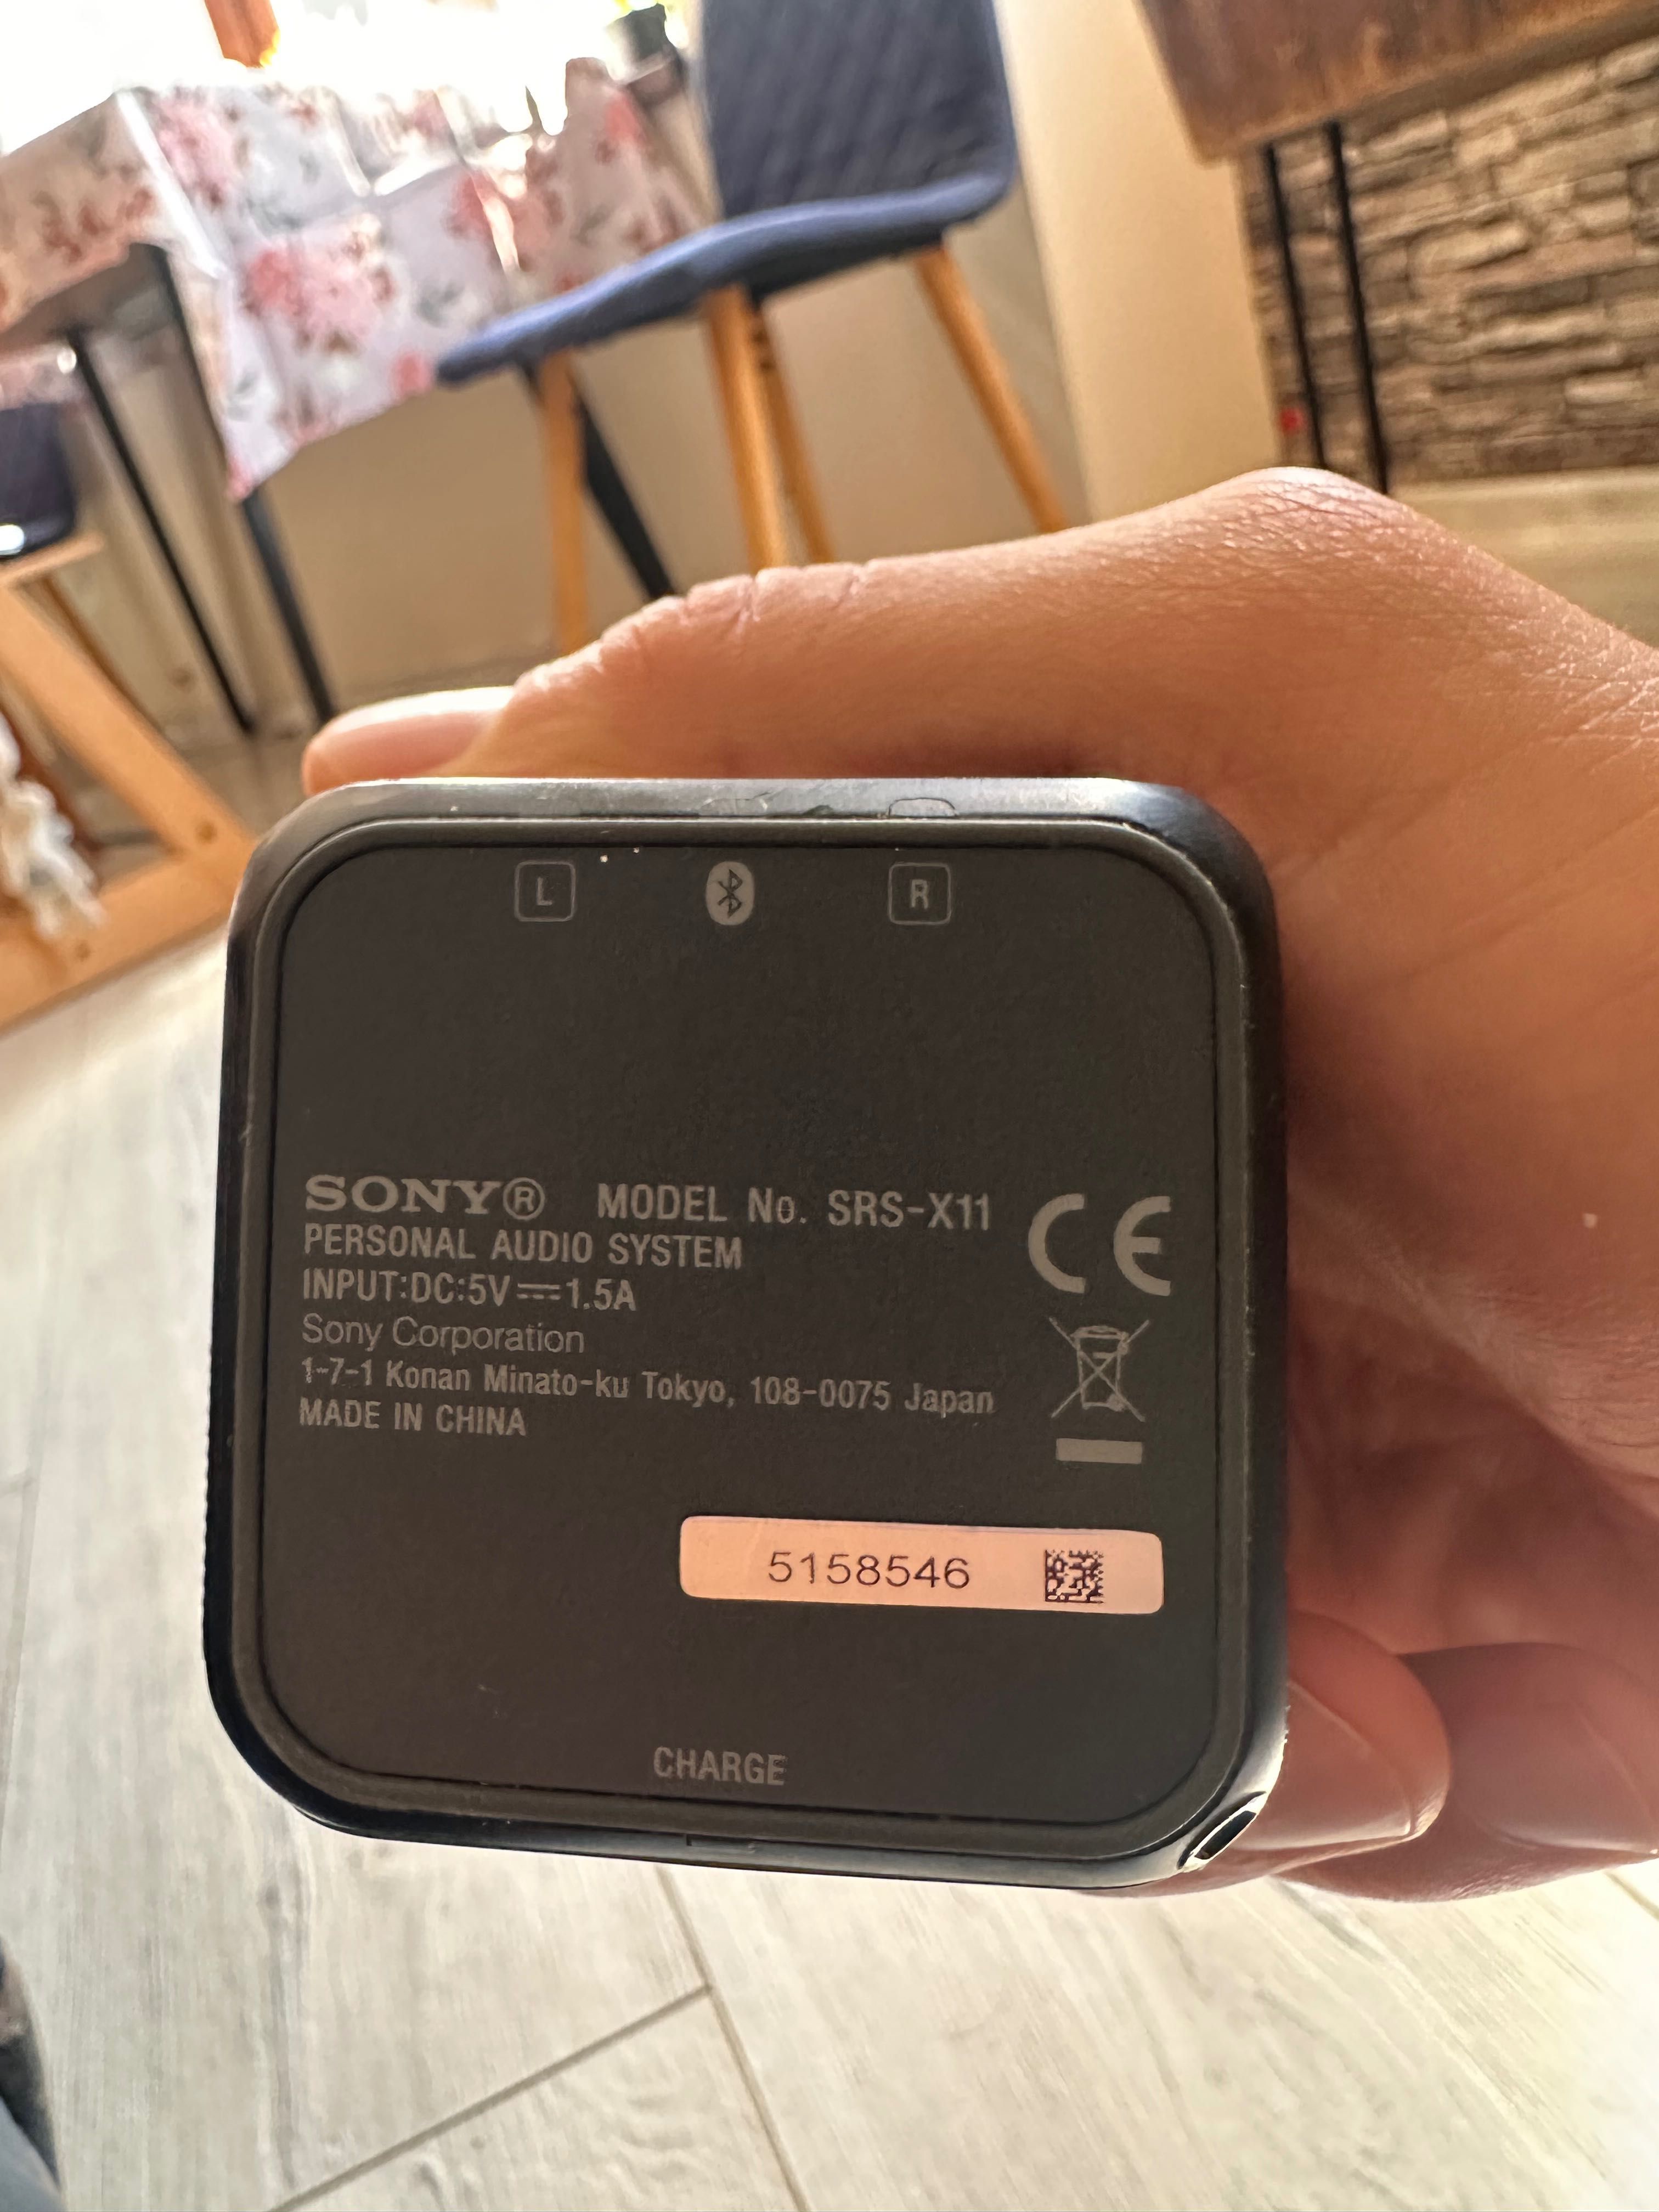 L R
SONY® MODEL No. SRS-X11
PERSONAL AUDIO SYSTEM
INPUT:DC:5V⎓1.5A
Sony Corporation
1-7-1 Konan Minato-ku Tokyo, 108-0075 Japan
MADE IN CHINA
CE
5158546
CHARGE